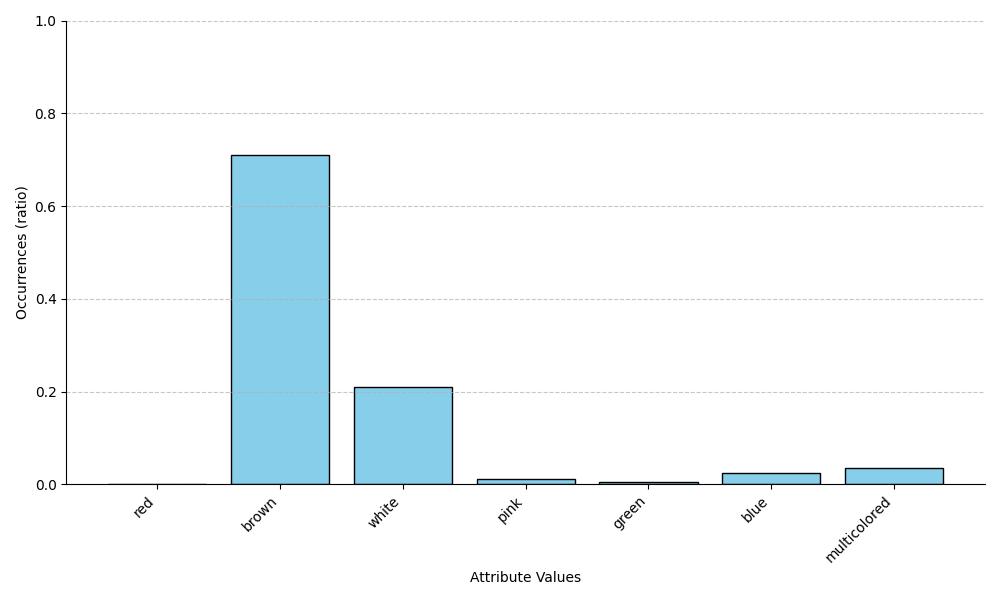 1.0
0.8
0.6
0.4
0.2
0.0
Occurrences (ratio)
red
brown
white
pink
green
blue
multicolored
Attribute Values